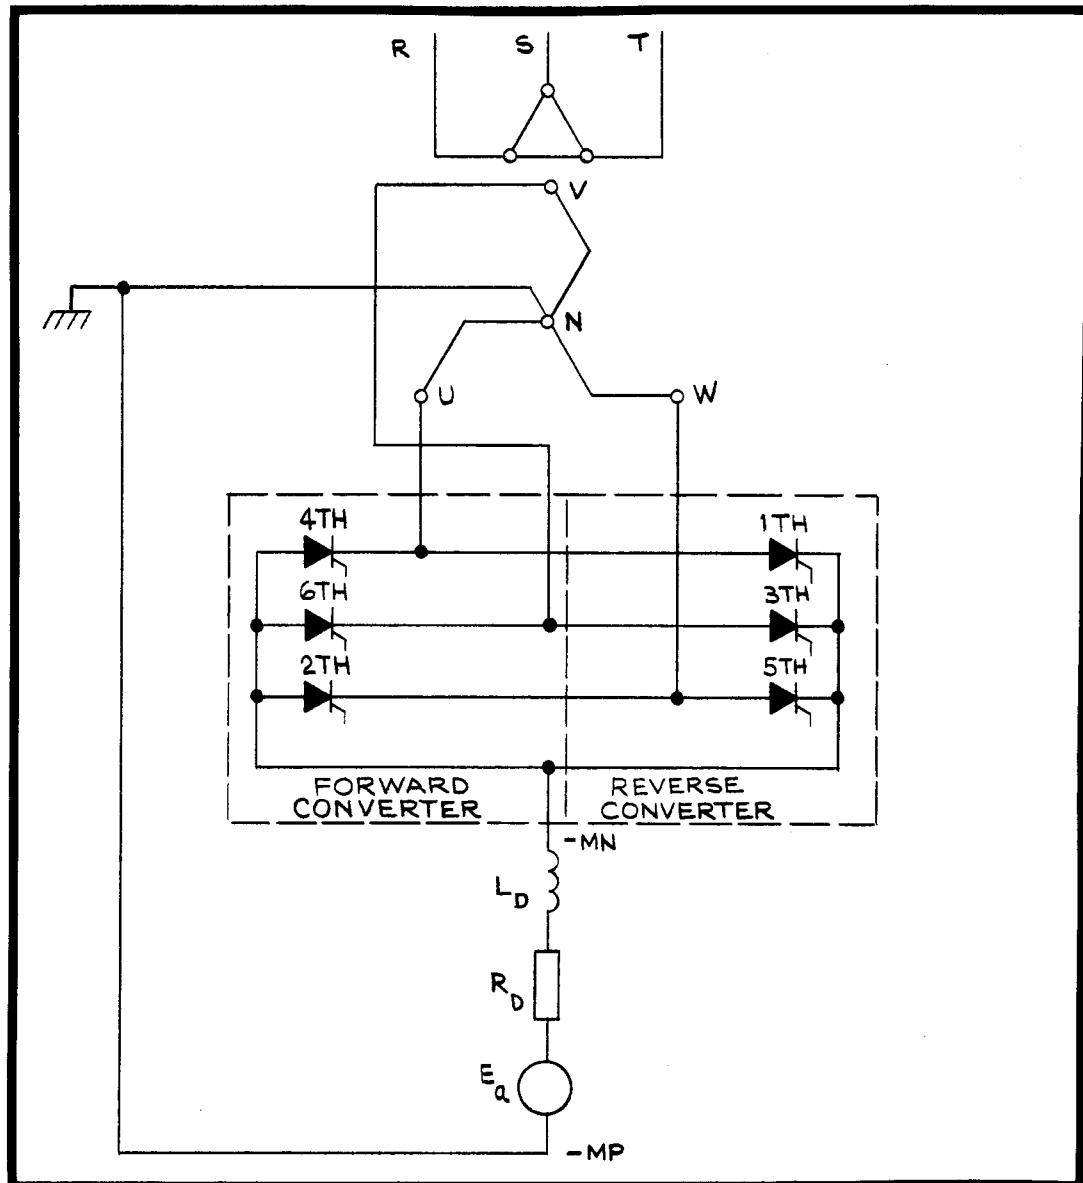 R S T
V
N
U W
4TH 1TH
6TH 3TH
2TH 5TH
FORWARD
CONVERTER
REVERSE
CONVERTER
-MN
LD
RD
Ea
-MP